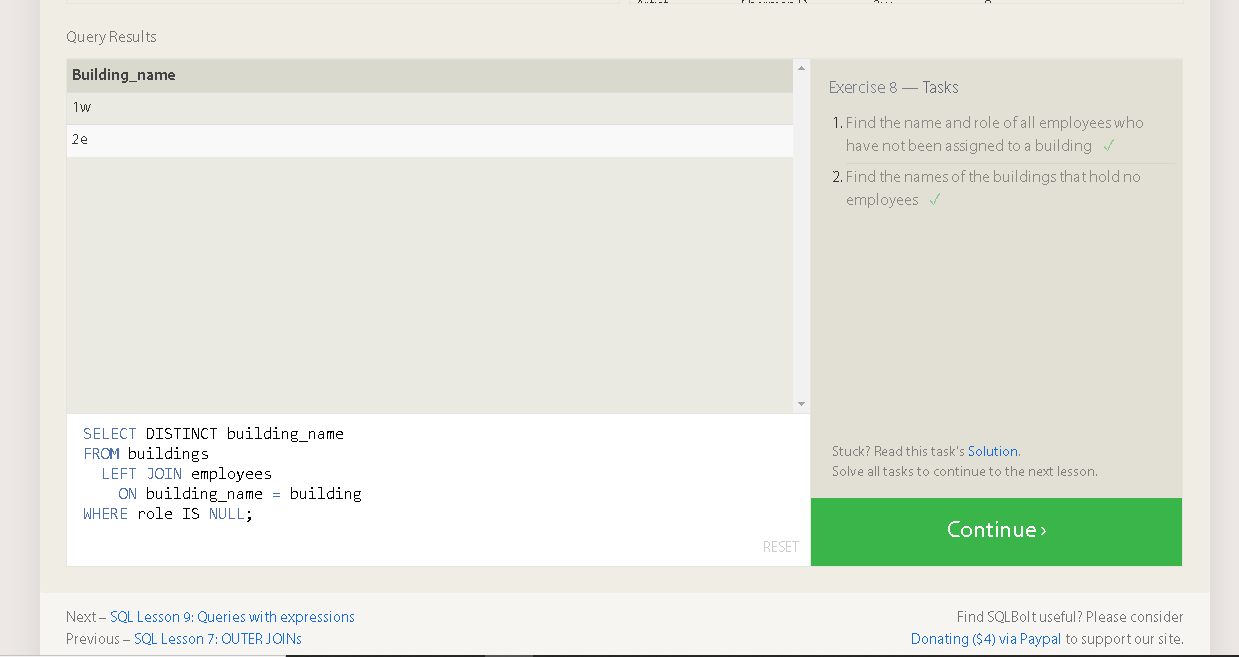 Query Results
Building_name
1w
2e
Exercise 8 — Tasks
1. Find the name and role of all employees who
have not been assigned to a building ✓
2. Find the names of the buildings that hold no
employees ✓
SELECT DISTINCT building_name
FROM buildings
LEFT JOIN employees
ON building_name = building
WHERE role IS NULL;
RESET
Stuck? Read this task's Solution.
Solve all tasks to continue to the next lesson.
Continue ›
Next – SQL Lesson 9: Queries with expressions
Previous – SQL Lesson 7: OUTER JOINs
Find SQLBolt useful? Please consider
Donating ($4) via Paypal to support our site.